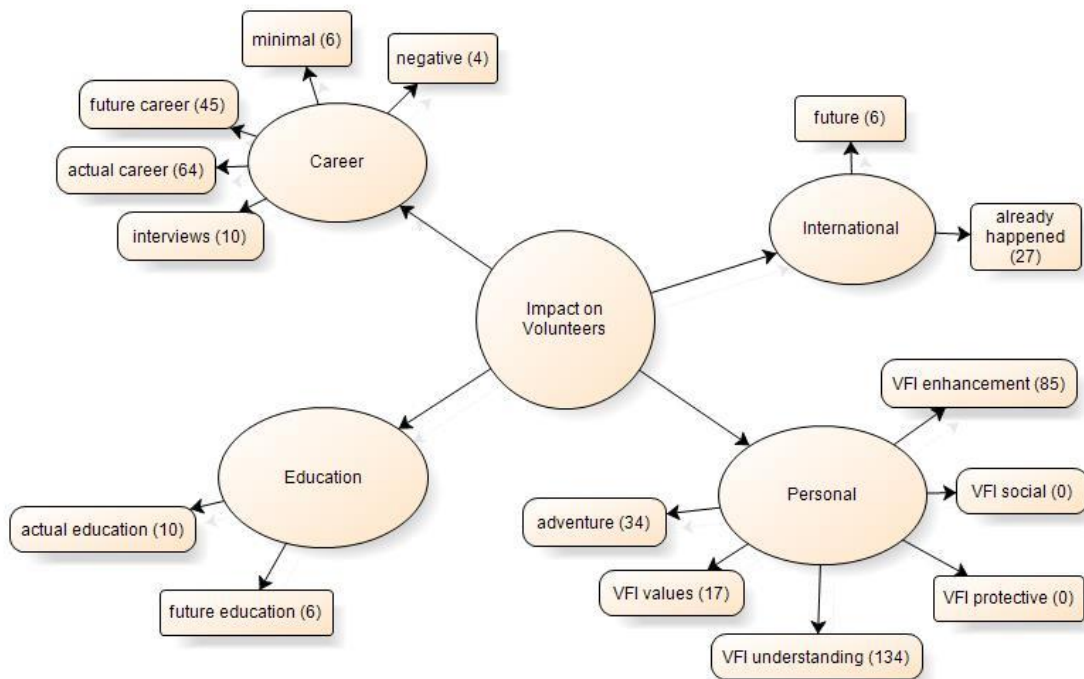 minimal (6)
negative (4)
future career (45)
actual career (64)
interviews (10)
Career
future (6)
International
already
happened
(27)
Impact on
Volunteers
Education
actual education (10)
future education (6)
VFI enhancement (85)
Personal
VFI social (0)
adventure (34)
VFI values (17)
VFI protective (0)
VFI understanding (134)